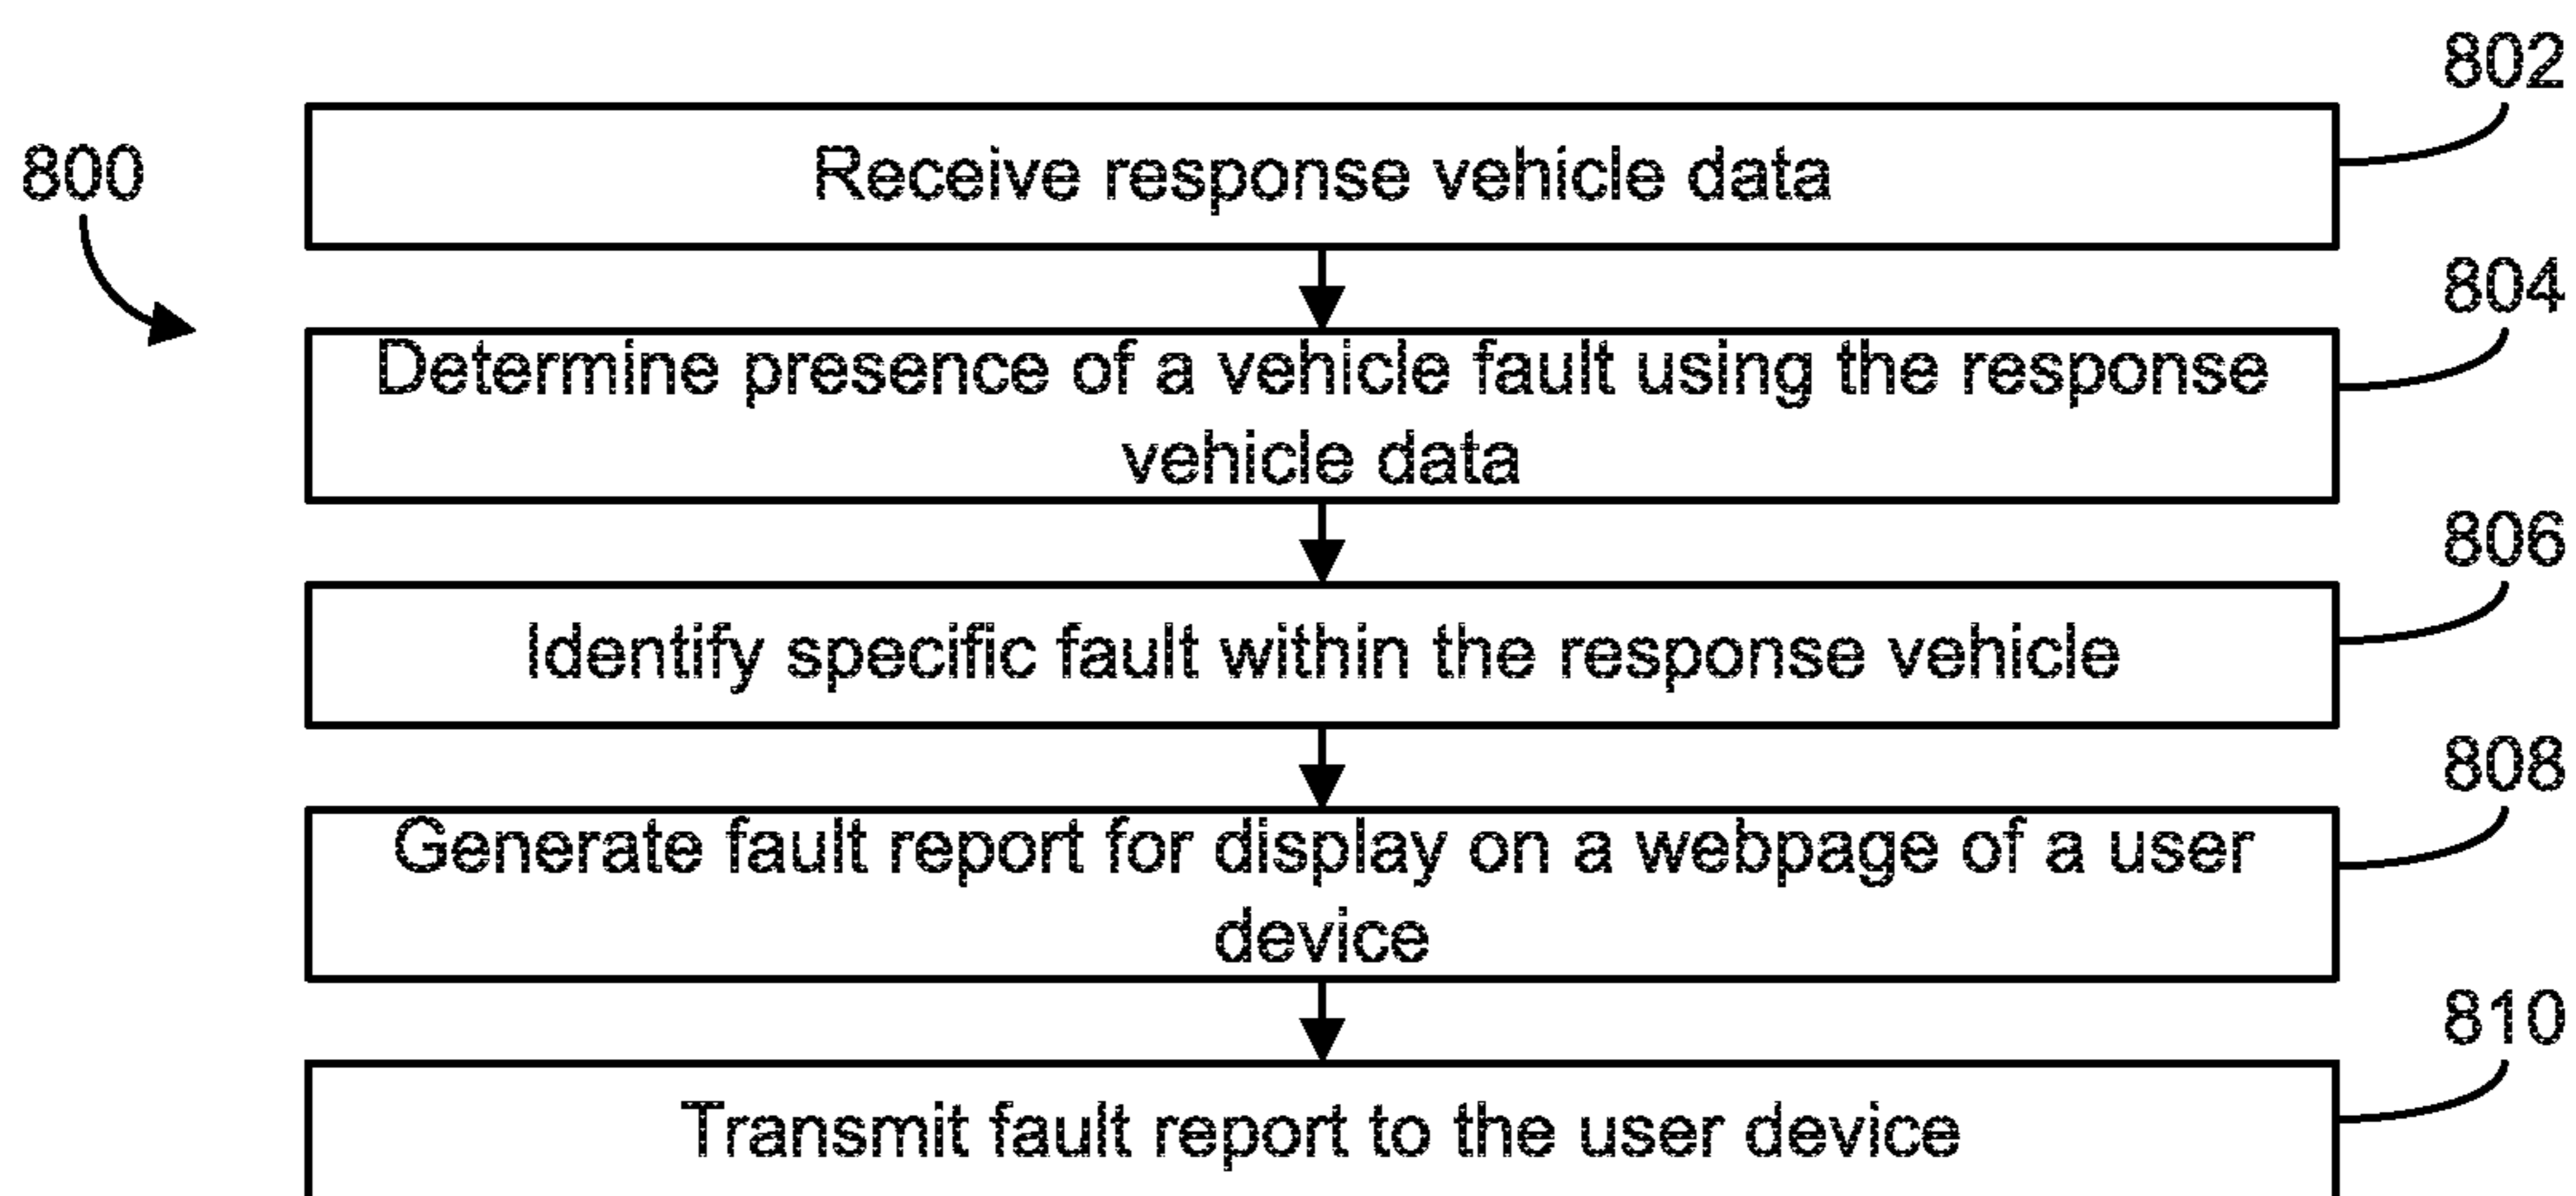 802
800
Receive response vehicle data
804
Determine presence of a vehicle fault using the response
vehicle data
806
Identify specific fault within the response vehicle
808
Generate fault report for display on a webpage of a user
device
810
Transmit fault report to the user device